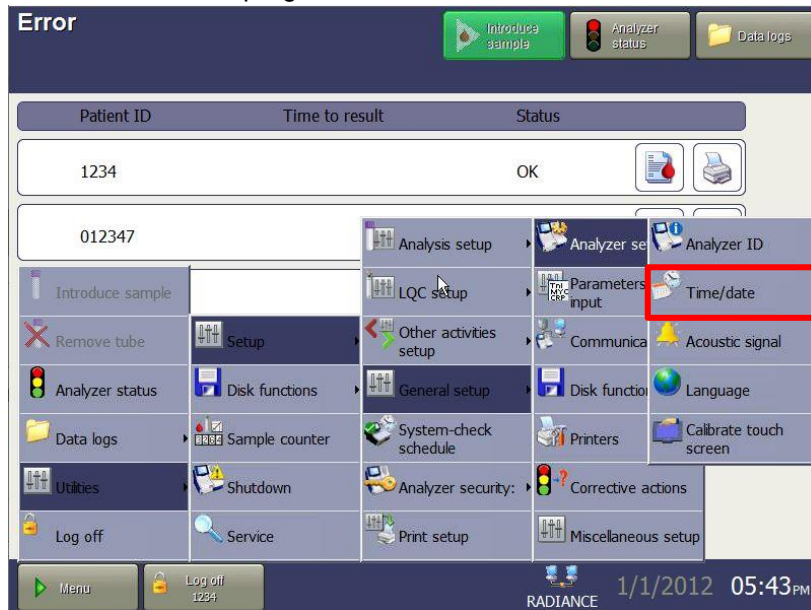 Error
Introduce
sample
Analyzer
status
Data logs
Patient ID Time to result Status
1234 OK
012347
Introduce sample
Remove tube
Analyzer status
Data logs
Utilities
Log off
Setup
Disk functions
Sample counter
Shutdown
Service
Analysis setup
LQC setup
Other activities
setup
General setup
System-check
schedule
Analyzer security:
Print setup
Analyzer se
Parameters
input
Communica
Disk functio
Printers
Corrective actions
Miscellaneous setup
Analyzer ID
Time/date
Acoustic signal
Language
Calibrate touch
screen
Menu
Log off
1234
RADIANCE
1/1/2012 05:43 PM